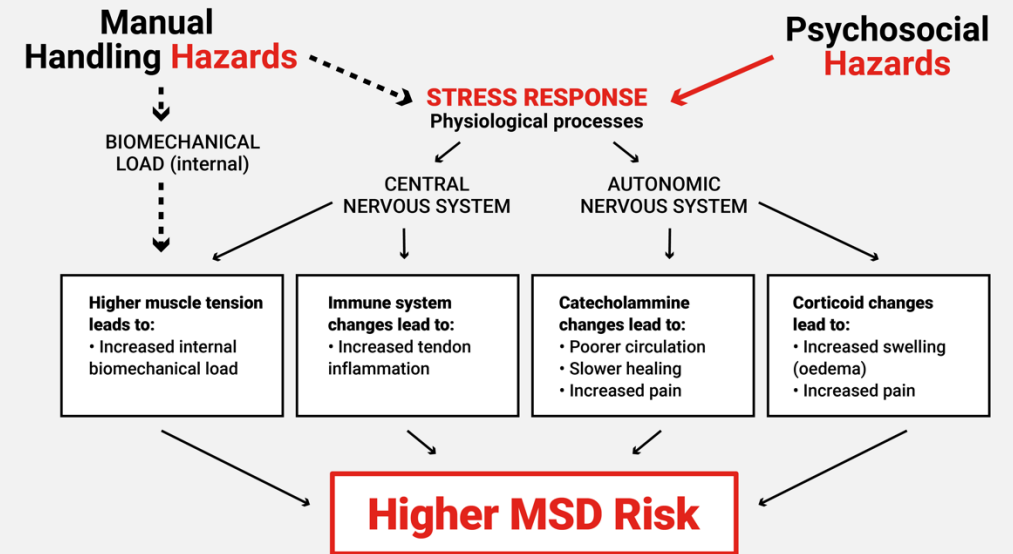 Manual
Handling Hazards
Psychosocial
Hazards
STRESS RESPONSE
Physiological processes
BIOMECHANICAL
LOAD (internal)
CENTRAL
NERVOUS SYSTEM
AUTONOMIC
NERVOUS SYSTEM
Higher muscle tension
leads to:
• Increased internal
biomechanical load
Immune system
changes lead to:
• Increased tendon
inflammation
Catecholammine
changes lead to:
• Poorer circulation
• Slower healing
• Increased pain
Corticoid changes
lead to:
• Increased swelling
(oedema)
• Increased pain
Higher MSD Risk